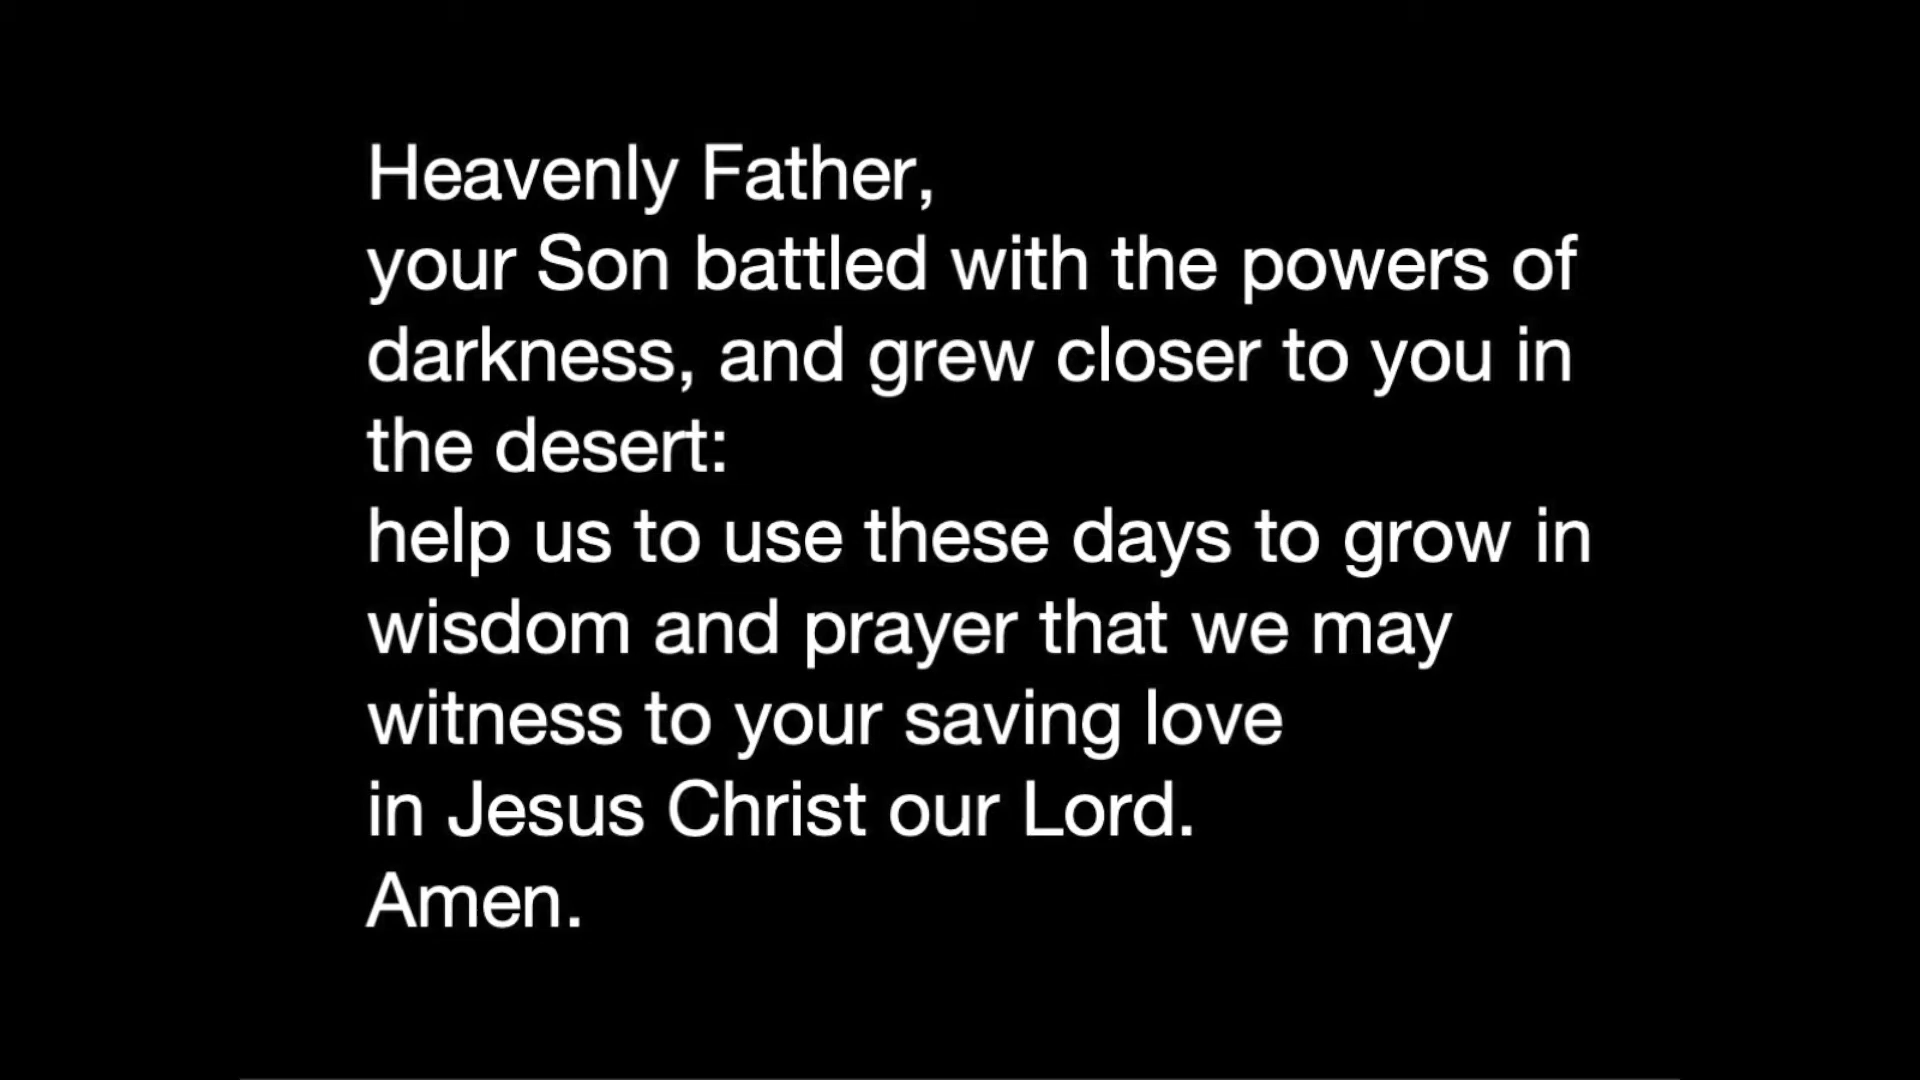 Heavenly Father,
your Son battled with the powers of
darkness, and grew closer to you in
the desert:
help us to use these days to grow in
wisdom and prayer that we may
witness to your saving love
in Jesus Christ our Lord.
Amen.